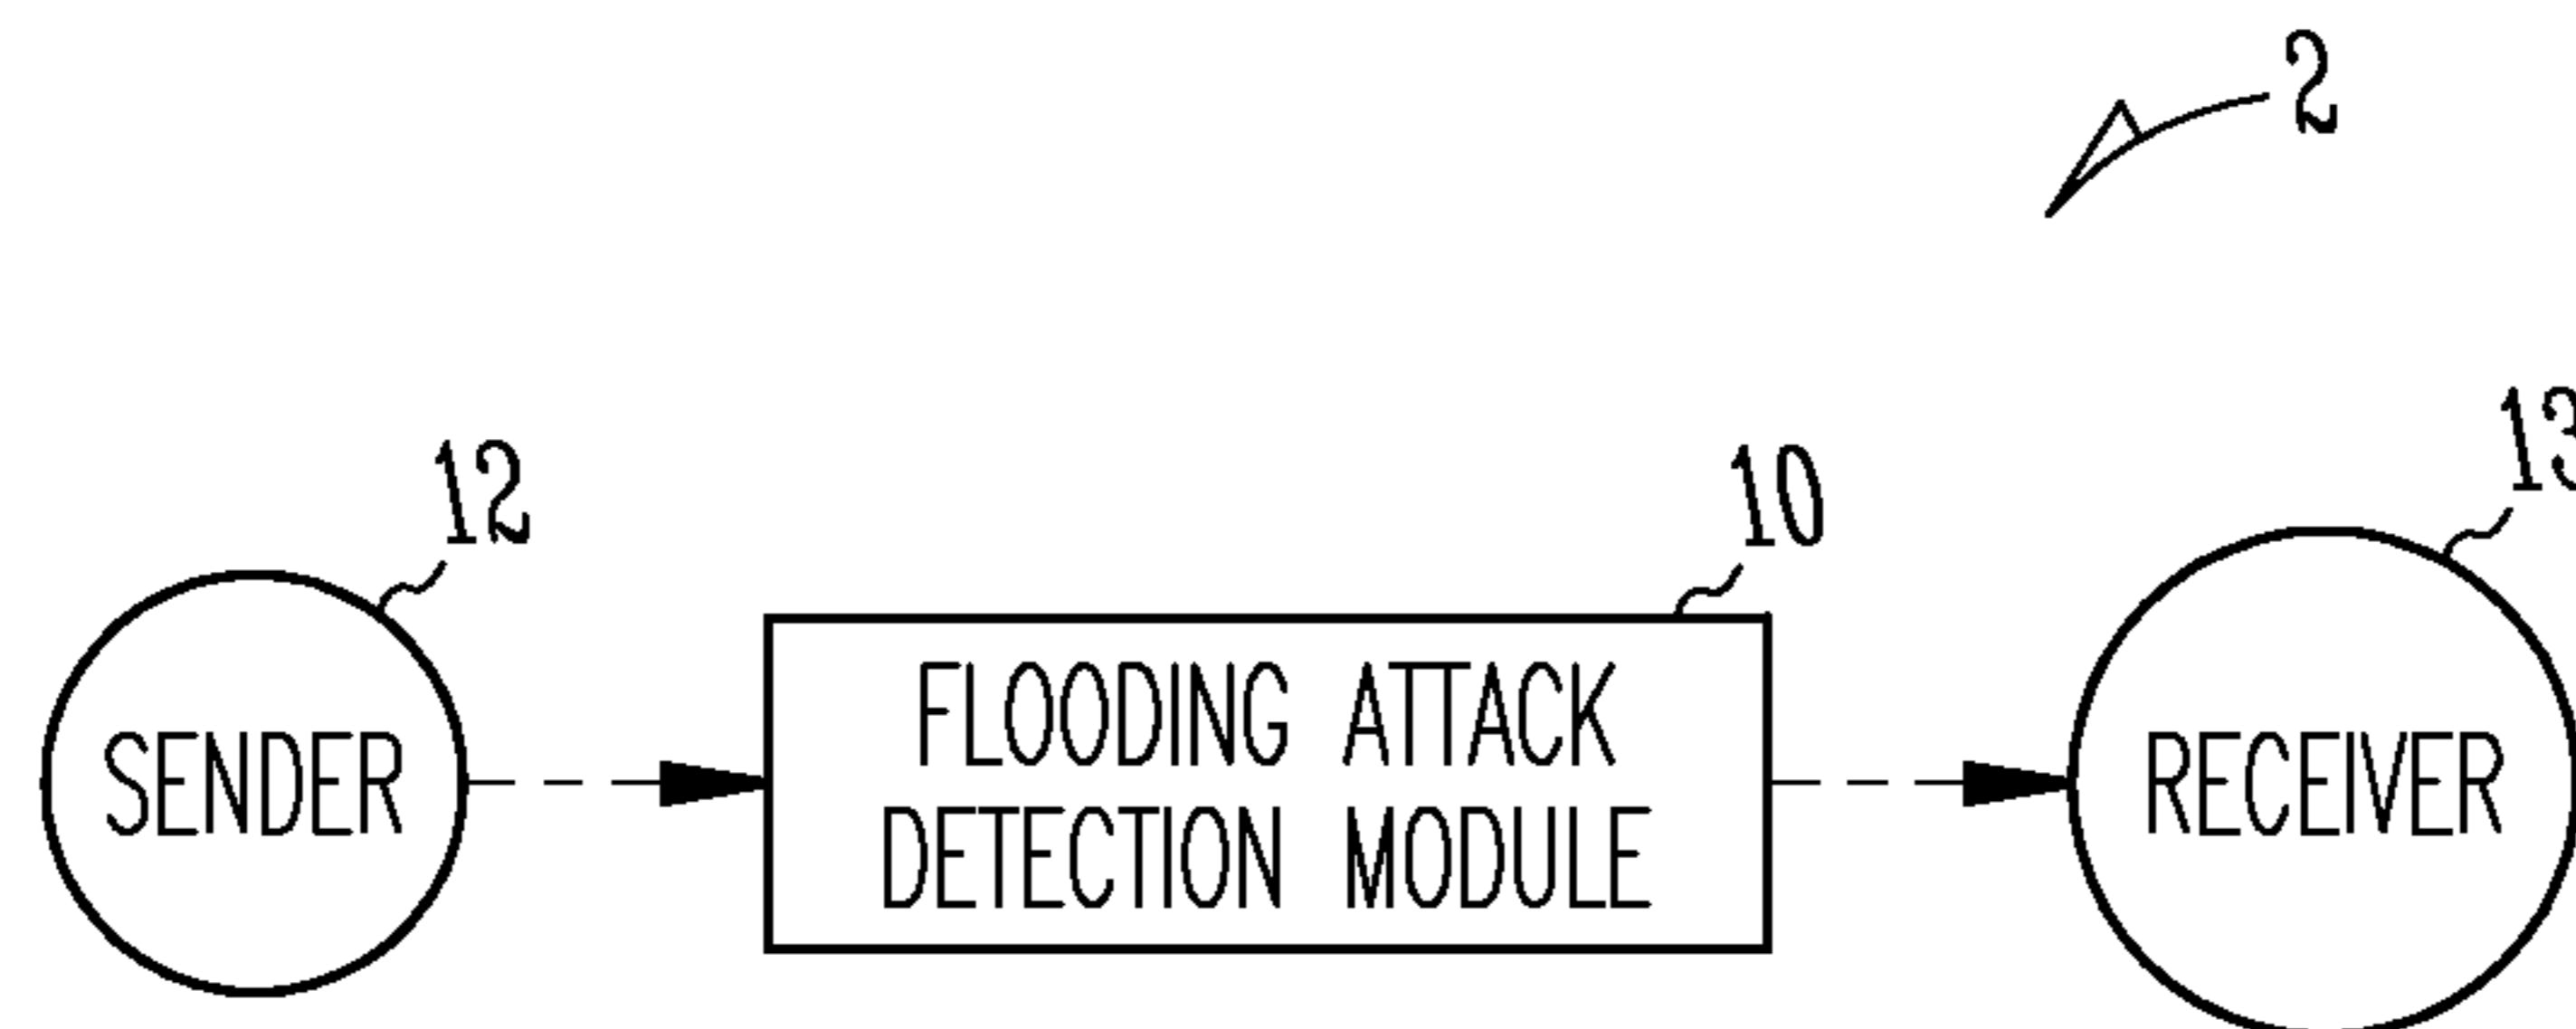 2
12
10
13
SENDER
FLOODING ATTACK
DETECTION MODULE
RECEIVER